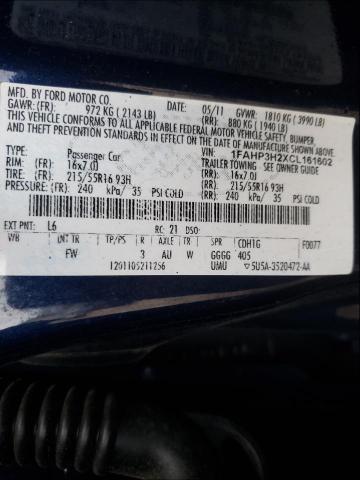 MFD. BY FORD MOTOR CO.
DATE: 05/11 GVWR: 1810 KG (3990 LB)
GAWR: (FR) 972 KG (2143 LB) (RR) 880 KG (1940 LB)
THIS VEHICLE CONFORMS TO ALL APPLICABLE FEDERAL MOTOR VEHICLE SAFETY, BUMPER
AND THEFT PREVENTION STANDARDS IN EFFECT ON THE DATE OF MANUFACTURE SHOWN ABOVE.
VIN: 1FAHP3H2XCL161602
TYPE: Passenger Car TRAILER TOWING - SEE OWNER GUIDE
RIM: (FR) 16x7.0J (RR) 16x7.0J
TIRE: (FR) 215/55R16 93H (RR) 215/55R16 93H
PRESSURE: (FR) 240 kPa/ 35 PSI COLD (RR) 240 kPa/ 35 PSI COLD
EXT PNT: L6 RC: 21 DSO:
WB INT TR TP/PS R AX TR SPR CDH1G F0077
FW 3 AU W GGGG 405
1201105211256 UMU 5U5A-3520472-AA